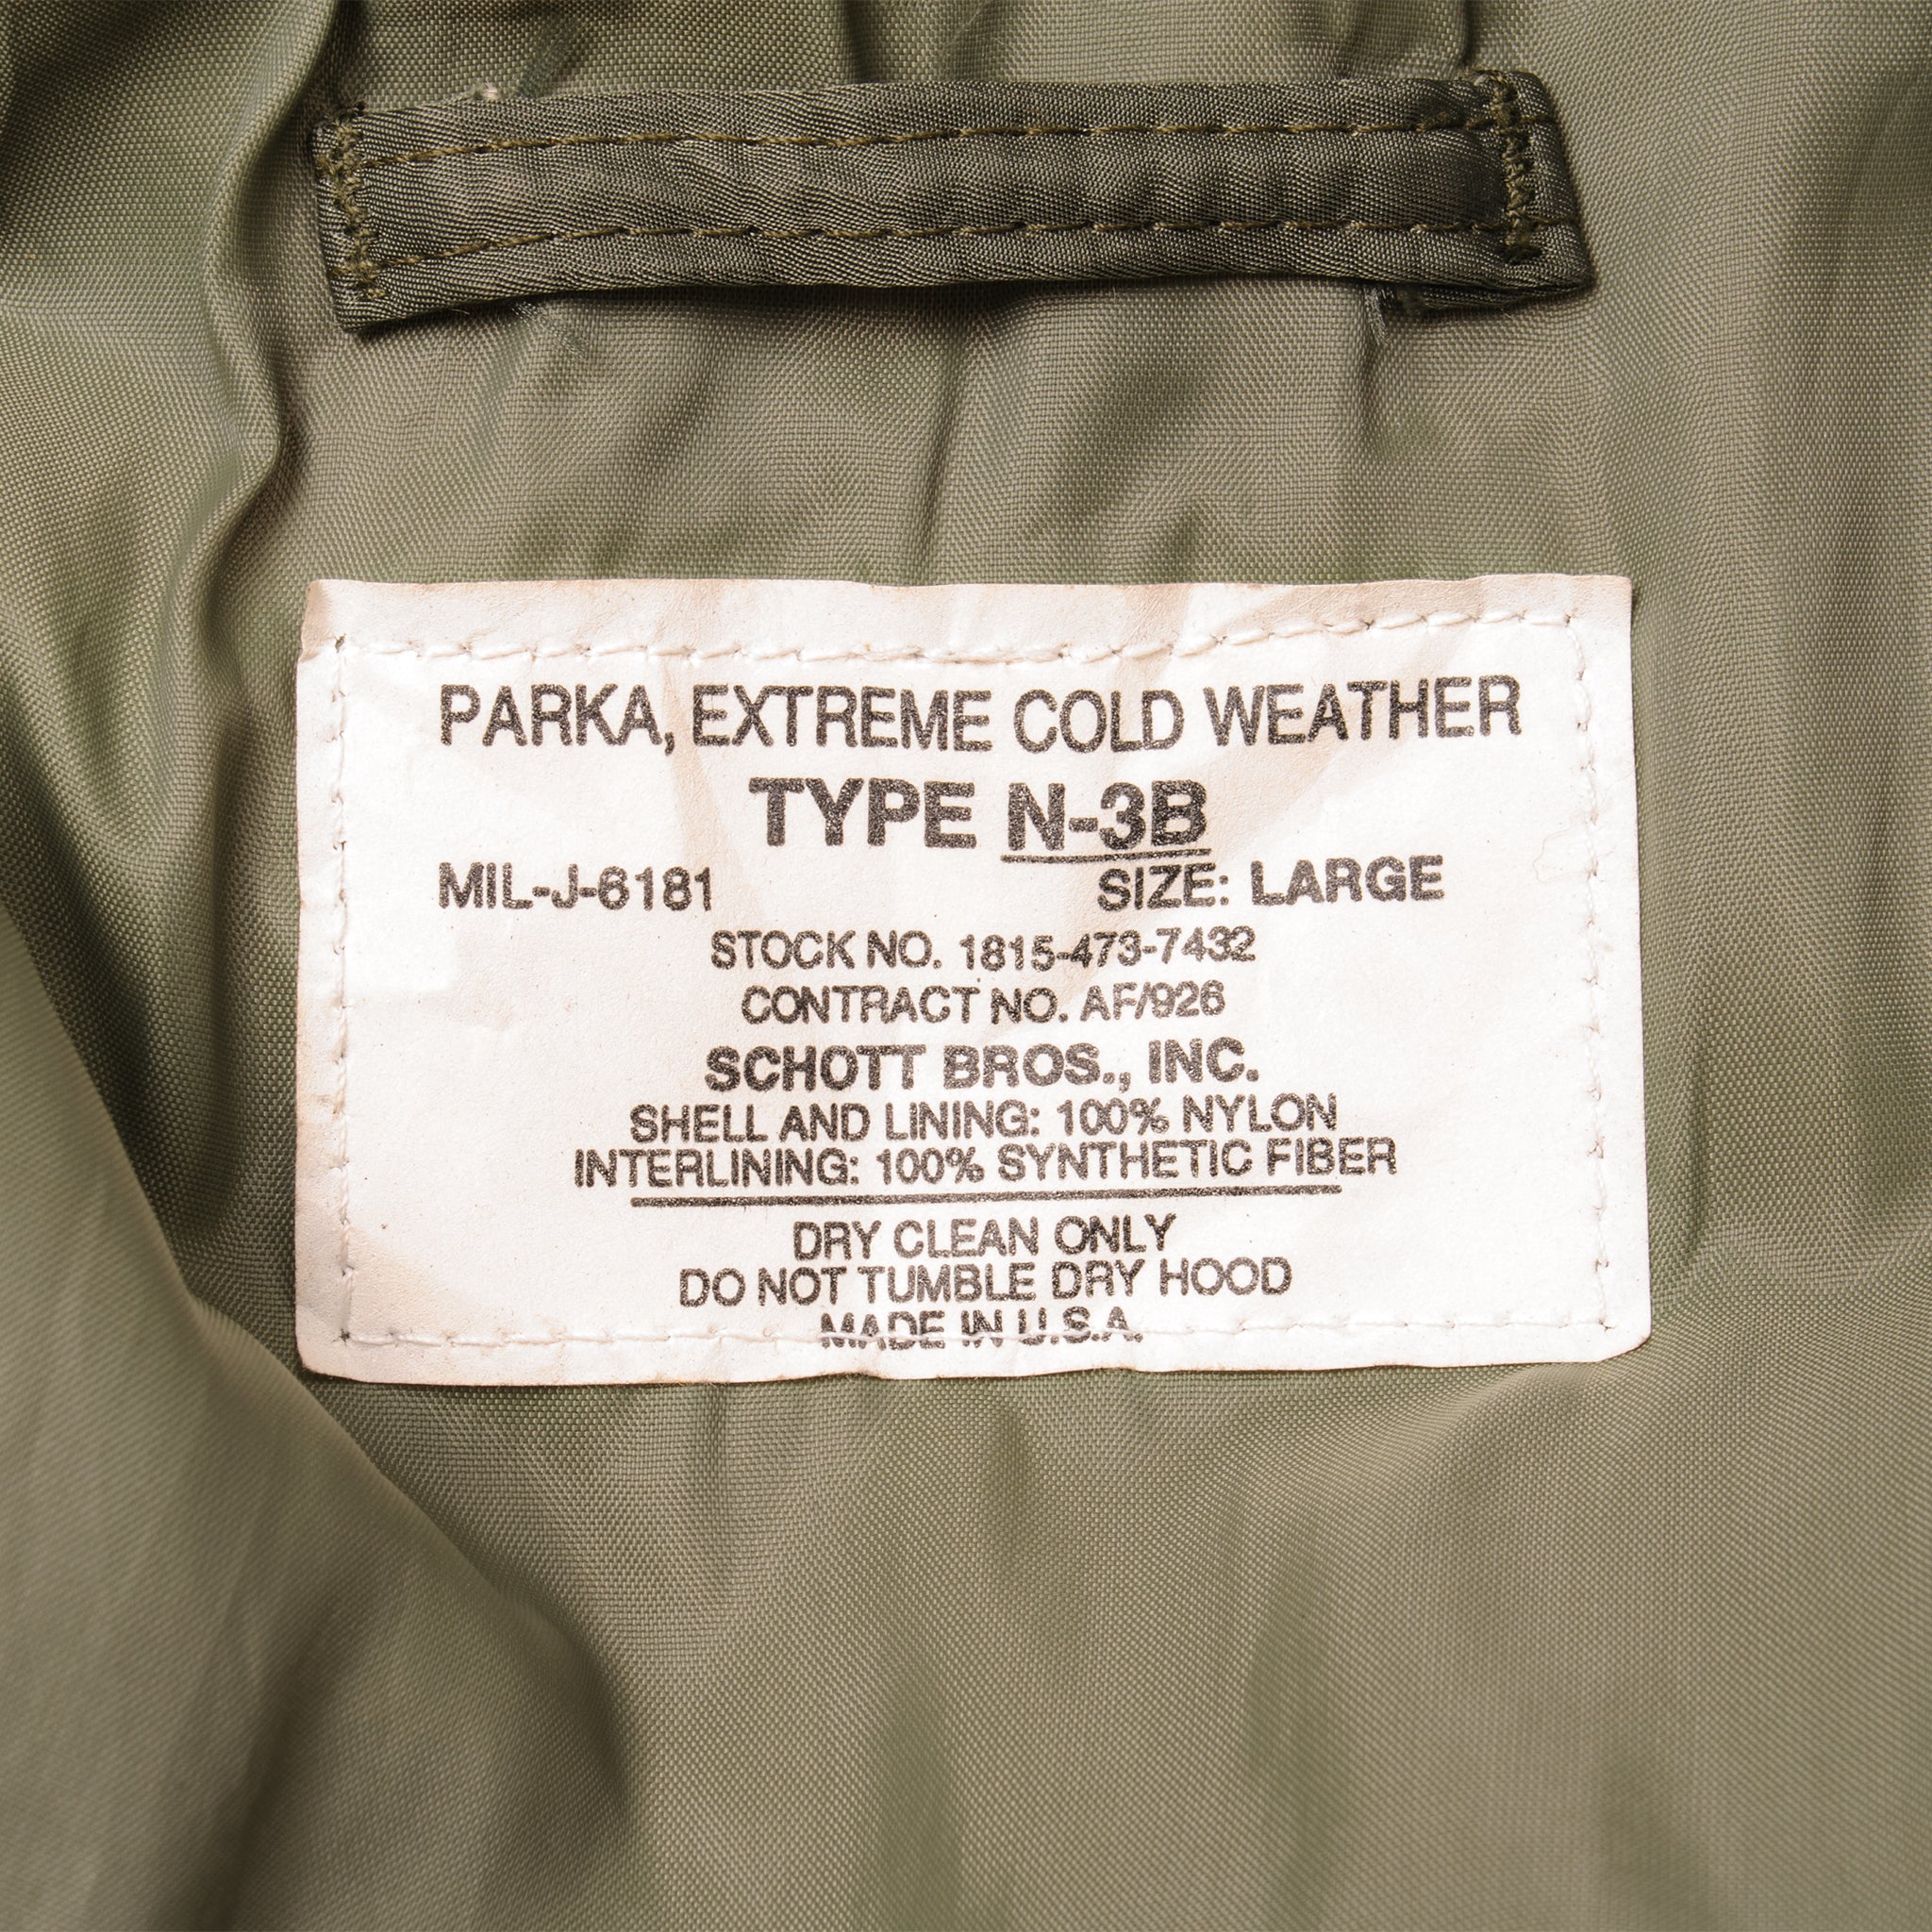 PARKA, EXTREME COLD WEATHER
TYPE N-3B
MIL-J-6181 SIZE: LARGE
STOCK NO. 1815-473-7432
CONTRACT NO. AF/926
SCHOTT BROS., INC.
SHELL AND LINING: 100% NYLON
INTERLINING: 100% SYNTHETIC FIBER
DRY CLEAN ONLY
DO NOT TUMBLE DRY HOOD
MADE IN U.S.A.